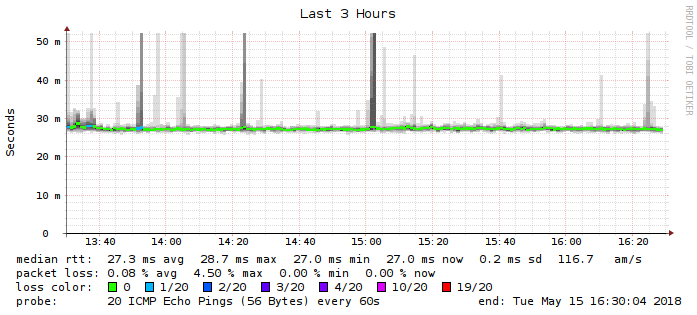 Last 3 Hours
RRDTOOL / TOBI OETIKER
Seconds
50 m
40 m
30 m
20 m
10 m
0
13:40 14:00 14:20 14:40 15:00 15:20 15:40 16:00 16:20
median rtt: 27.3 ms avg 28.7 ms max 27.0 ms min 27.0 ms now 0.2 ms sd 116.7 am/s
packet loss: 0.08 % avg 4.50 % max 0.00 % min 0.00 % now
loss color: 0 1/20 2/20 3/20 4/20 10/20 19/20
probe: 20 ICMP Echo Pings (56 Bytes) every 60s end: Tue May 15 16:30:04 2018